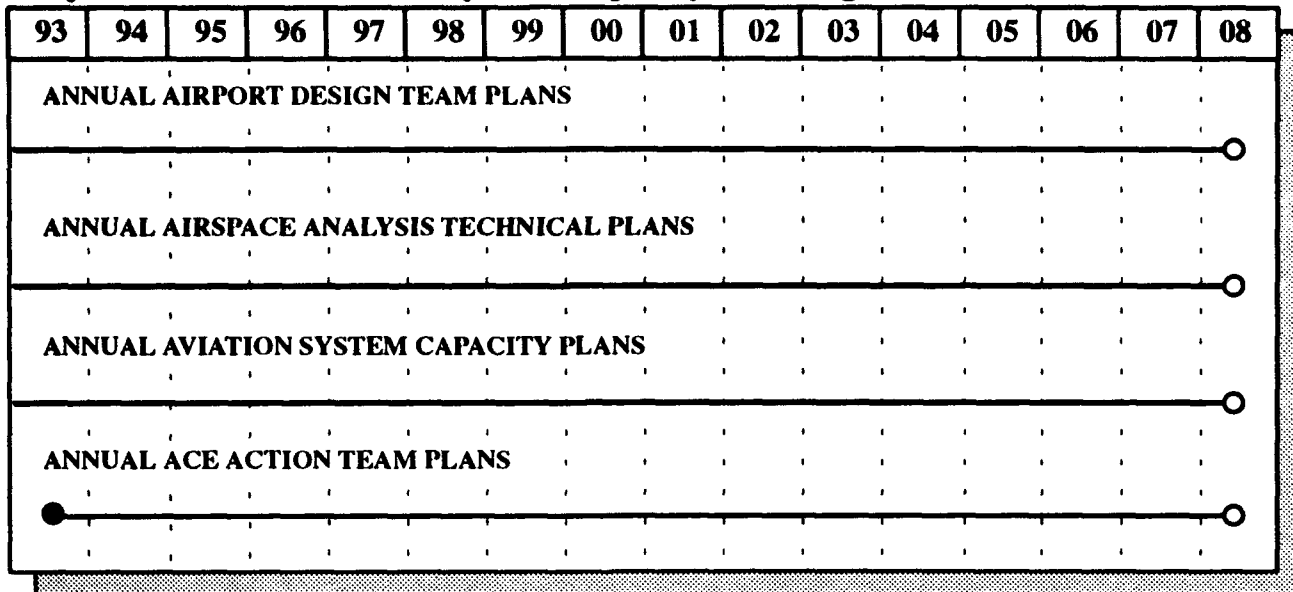 93 94 95 96 97 98 99 00 01 02 03 04 05 06 07 08
ANNUAL AIRPORT DESIGN TEAM PLANS
ANNUAL AIRSPACE ANALYSIS TECHNICAL PLANS
ANNUAL AVIATION SYSTEM CAPACITY PLANS
ANNUAL ACE ACTION TEAM PLANS